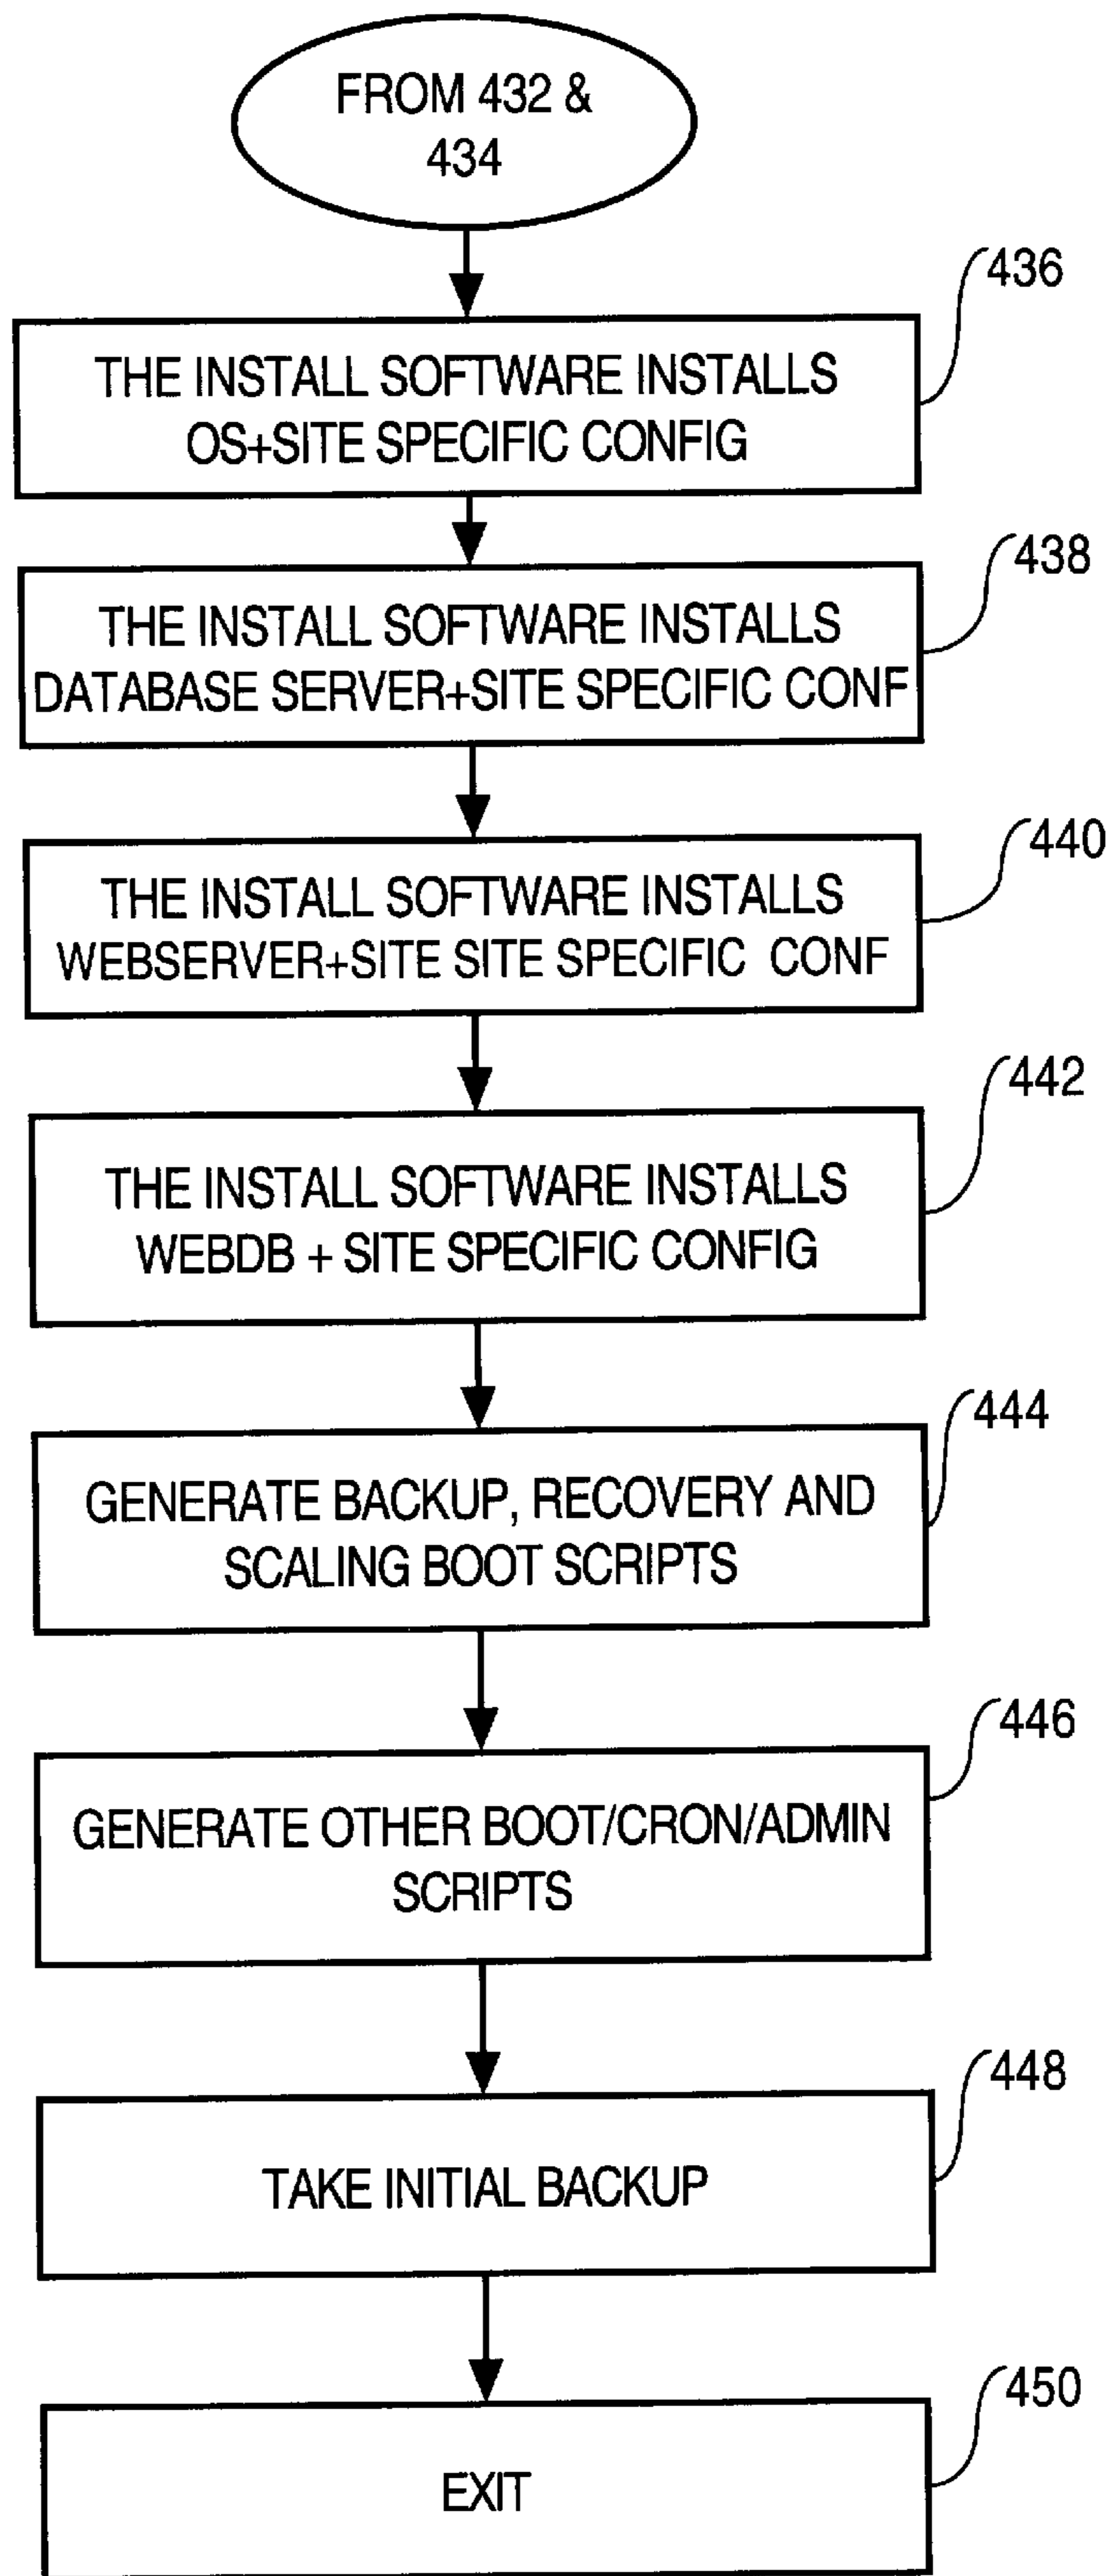 FROM 432 &
434
436
THE INSTALL SOFTWARE INSTALLS
OS+SITE SPECIFIC CONFIG
438
THE INSTALL SOFTWARE INSTALLS
DATABASE SERVER+SITE SPECIFIC CONF
440
THE INSTALL SOFTWARE INSTALLS
WEBSERVER+SITE SITE SPECIFIC CONF
442
THE INSTALL SOFTWARE INSTALLS
WEBDB + SITE SPECIFIC CONFIG
444
GENERATE BACKUP, RECOVERY AND
SCALING BOOT SCRIPTS
446
GENERATE OTHER BOOT/CRON/ADMIN
SCRIPTS
448
TAKE INITIAL BACKUP
450
EXIT